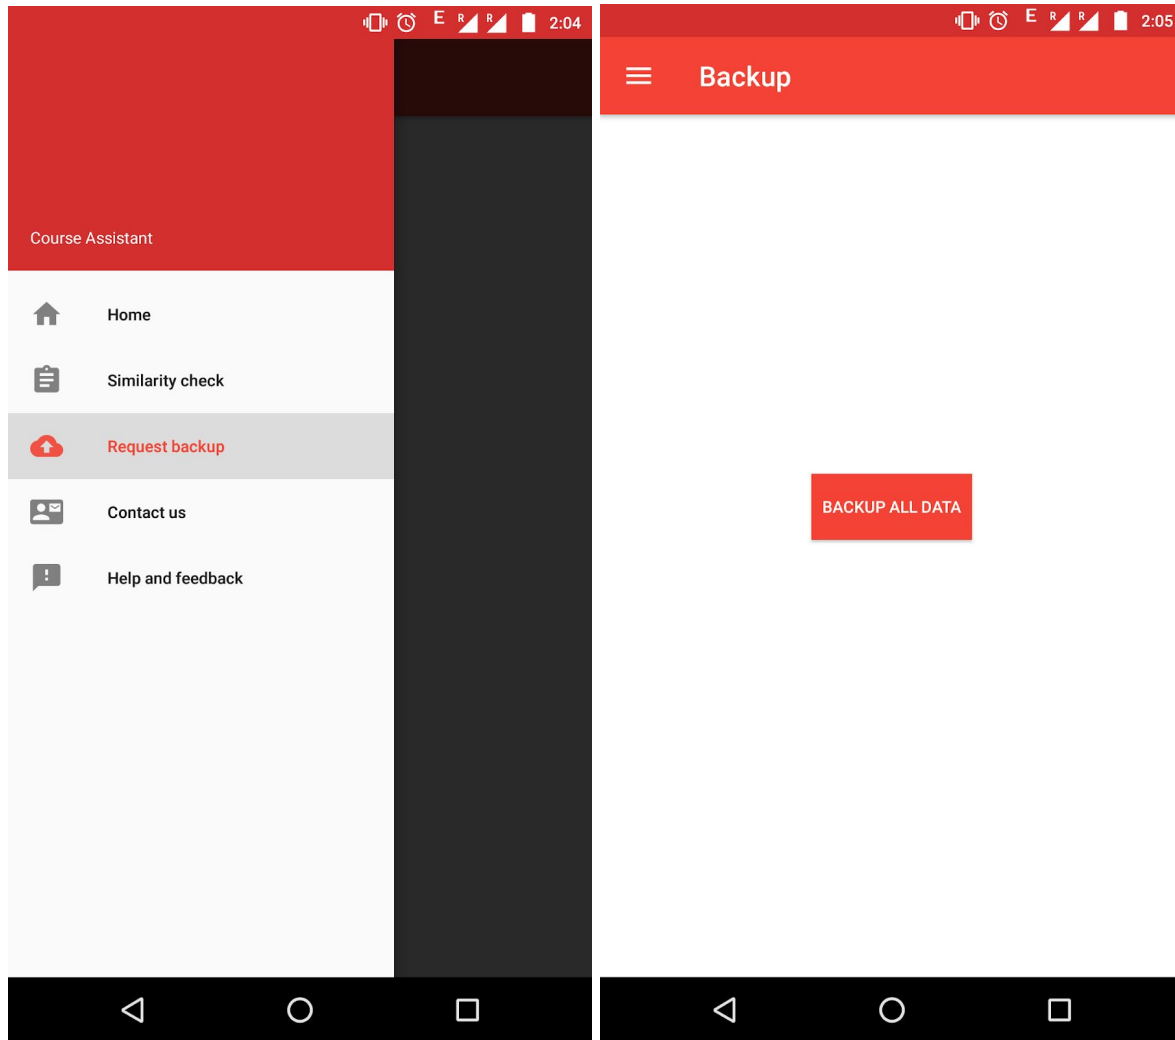 E R R 2:04
Course Assistant
Home
Similarity check
Request backup
Contact us
Help and feedback
E R R 2:05
Backup
BACKUP ALL DATA